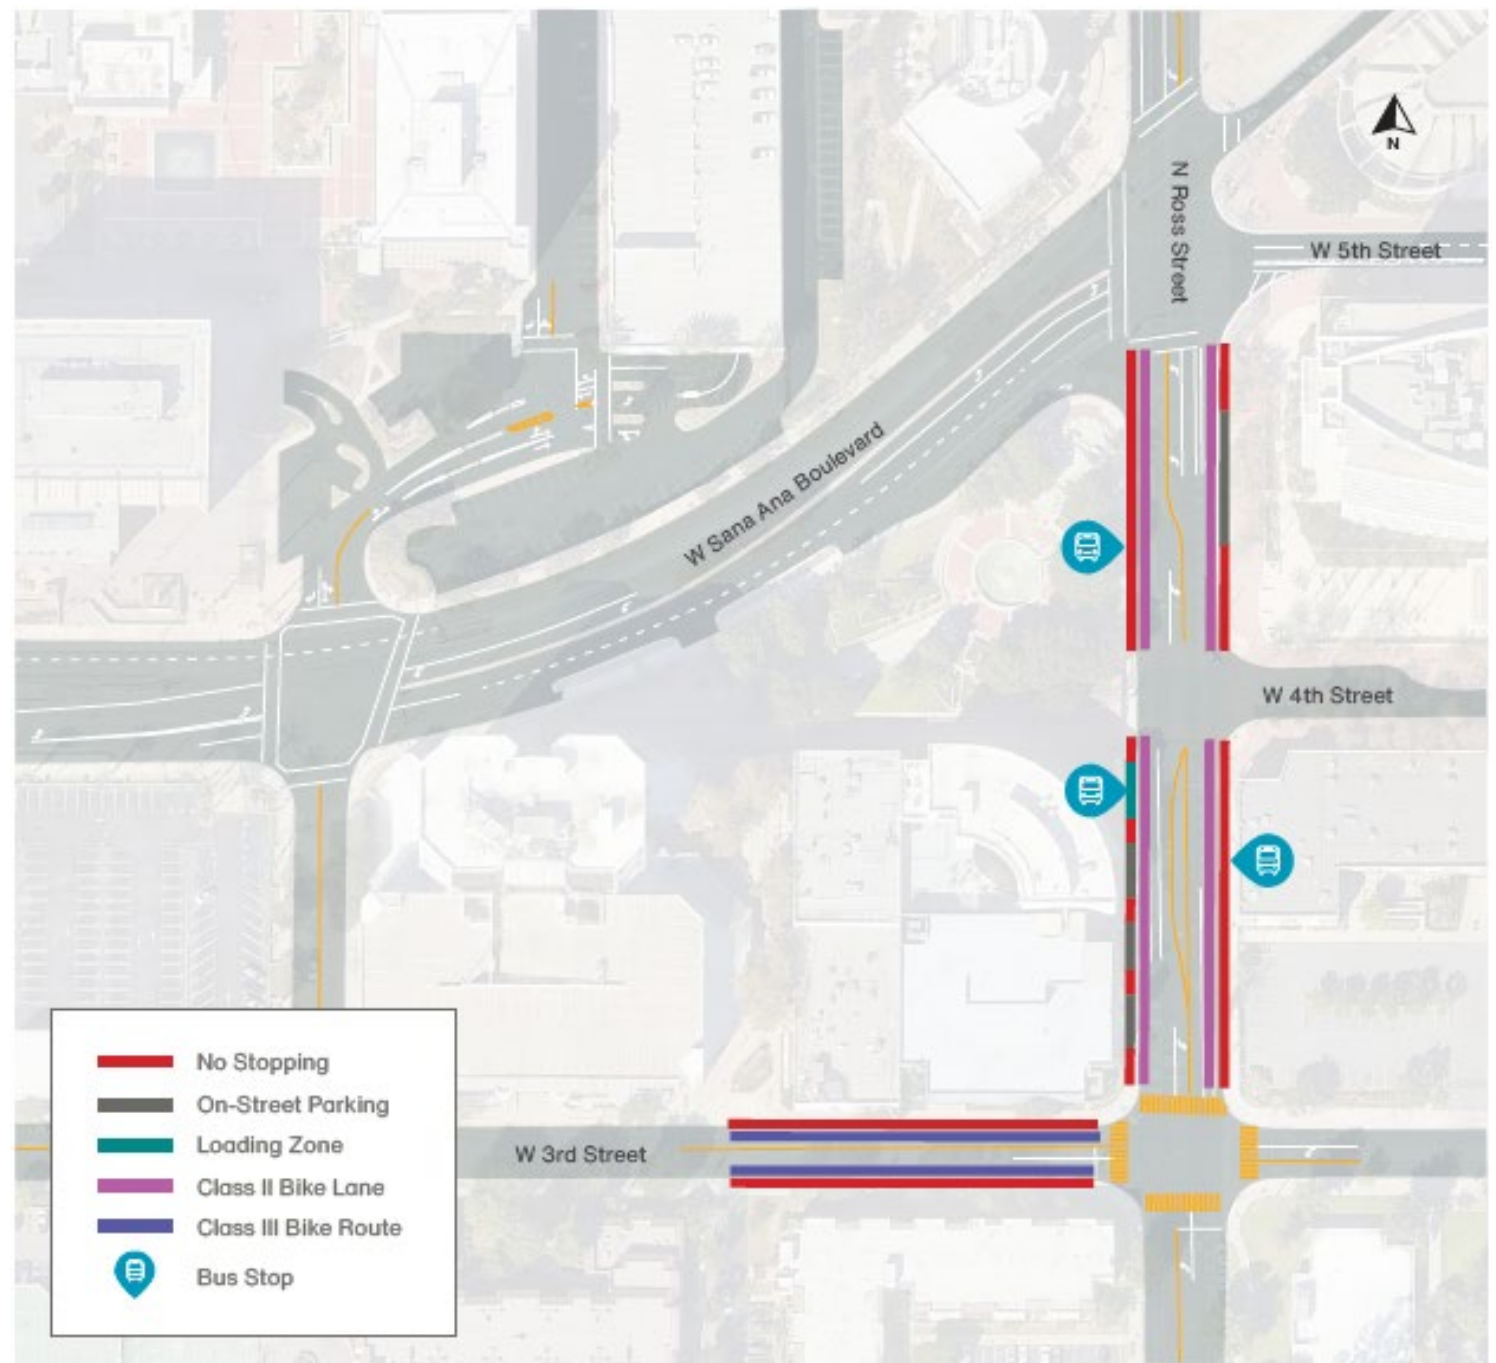 N
N Ross Street
W 5th Street
W Sana Ana Boulevard
W 4th Street
W 3rd Street
No Stopping
On-Street Parking
Loading Zone
Class II Bike Lane
Class III Bike Route
Bus Stop